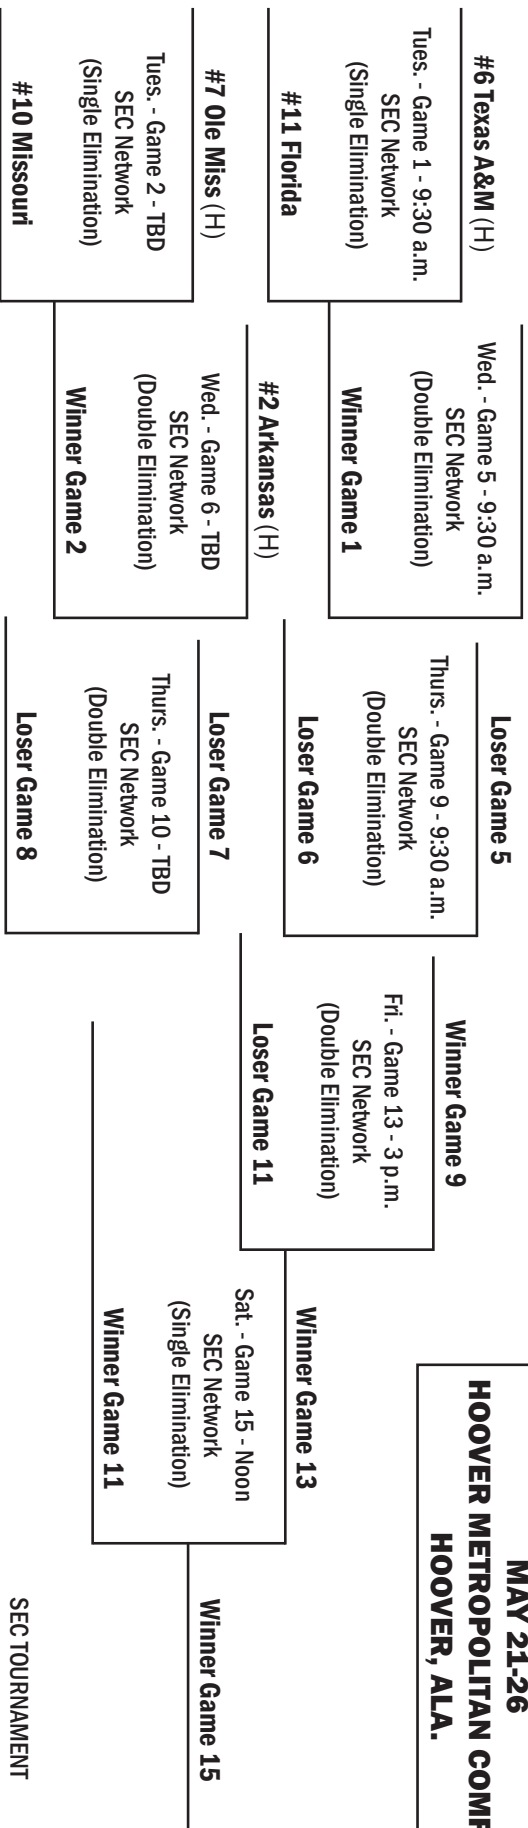 MAY 21-26
HOOVER METROPOLITAN COMP
HOOVER, ALA.
#6 Texas A&M (H)
Tues. - Game 1 - 9:30 a.m.
SEC Network
(Single Elimination)
#11 Florida
#7 Ole Miss (H)
Tues. - Game 2 - TBD
SEC Network
(Single Elimination)
#10 Missouri
Wed. - Game 5 - 9:30 a.m.
SEC Network
(Double Elimination)
Winner Game 1
#2 Arkansas (H)
Wed. - Game 6 - TBD
SEC Network
(Double Elimination)
Winner Game 2
Loser Game 5
Thurs. - Game 9 - 9:30 a.m.
SEC Network
(Double Elimination)
Loser Game 6
Loser Game 7
Thurs. - Game 10 - TBD
SEC Network
(Double Elimination)
Loser Game 8
Winner Game 9
Fri. - Game 13 - 3 p.m.
SEC Network
(Double Elimination)
Loser Game 11
Winner Game 13
Sat. - Game 15 - Noon
SEC Network
(Single Elimination)
Winner Game 11
Winner Game 15
SEC TOURNAMENT